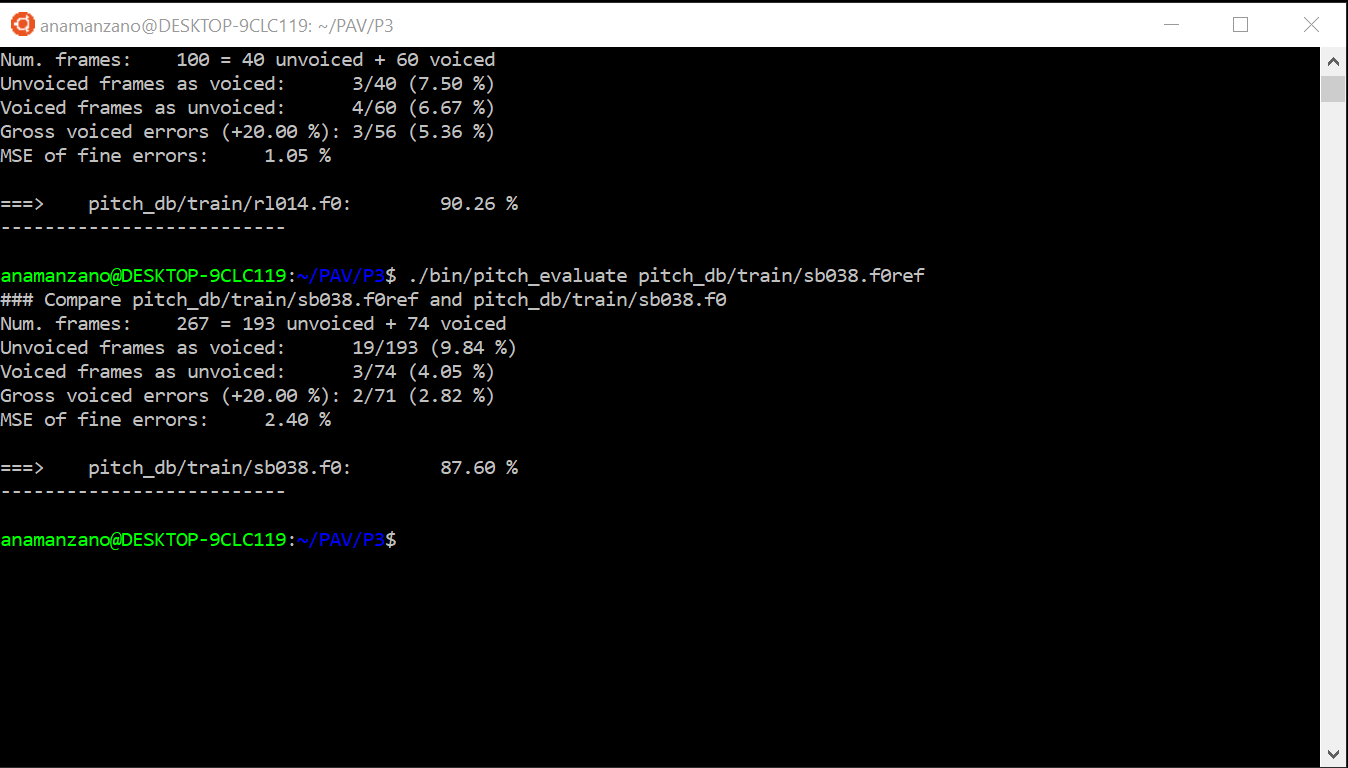 anamanzano@DESKTOP-9CLC119: ~/PAV/P3
Num. frames:    100 = 40 unvoiced + 60 voiced
Unvoiced frames as voiced:      3/40 (7.50 %)
Voiced frames as unvoiced:      4/60 (6.67 %)
Gross voiced errors (+20.00 %): 3/56 (5.36 %)
MSE of fine errors:     1.05 %
===>    pitch_db/train/rl014.f0:        90.26 %
--------------------------
anamanzano@DESKTOP-9CLC119:~/PAV/P3$ ./bin/pitch_evaluate pitch_db/train/sb038.f0ref
### Compare pitch_db/train/sb038.f0ref and pitch_db/train/sb038.f0
Num. frames:    267 = 193 unvoiced + 74 voiced
Unvoiced frames as voiced:      19/193 (9.84 %)
Voiced frames as unvoiced:      3/74 (4.05 %)
Gross voiced errors (+20.00 %): 2/71 (2.82 %)
MSE of fine errors:     2.40 %
===>    pitch_db/train/sb038.f0:        87.60 %
--------------------------
anamanzano@DESKTOP-9CLC119:~/PAV/P3$